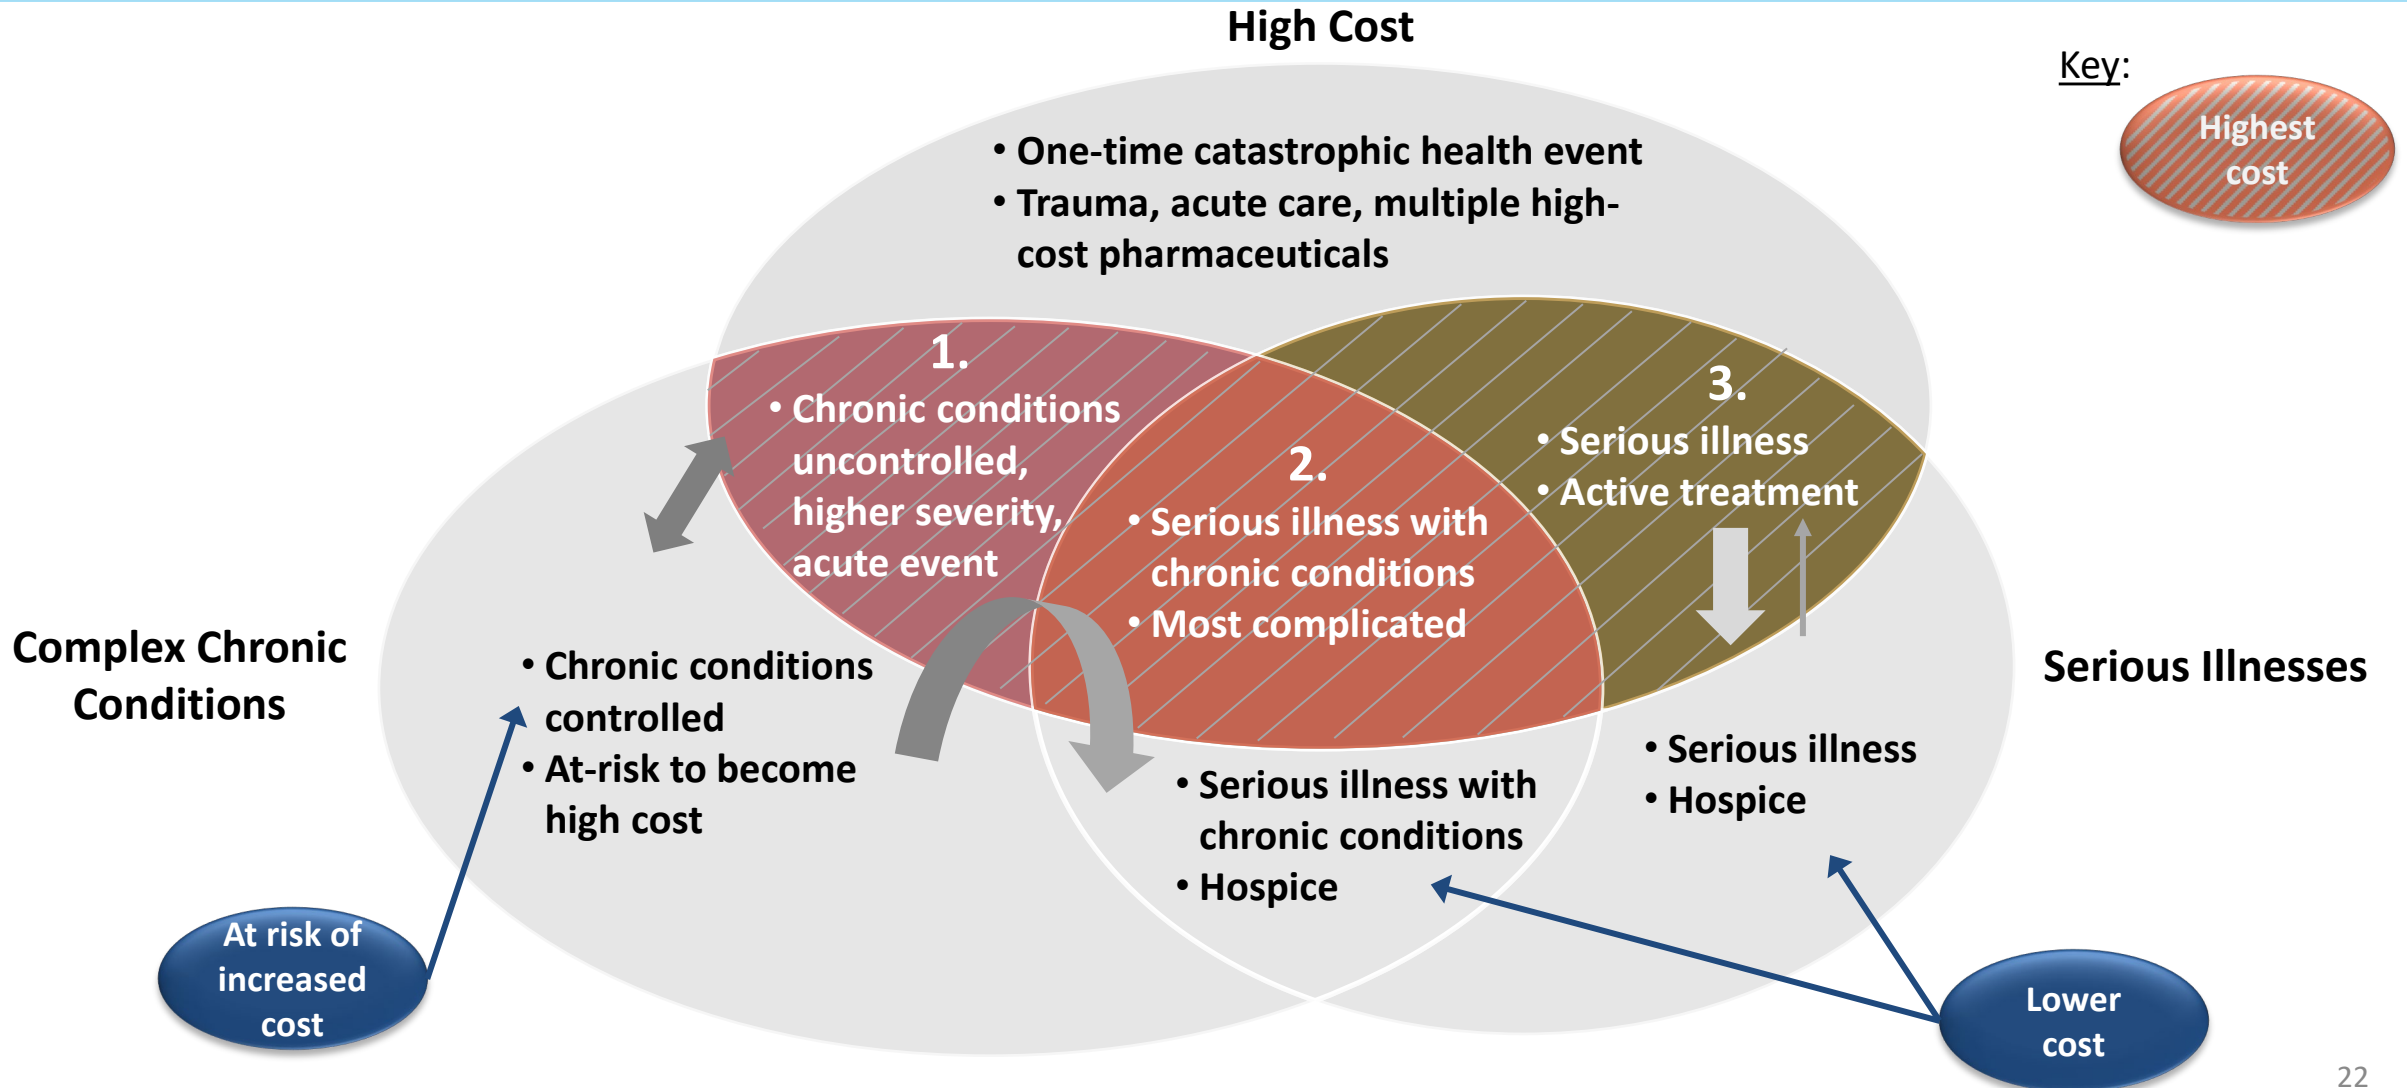 High Cost
Key:
Highest
cost
• One-time catastrophic health event
• Trauma, acute care, multiple high-
cost pharmaceuticals
1.
• Chronic conditions
uncontrolled,
higher severity,
acute event
2.
• Serious illness with
chronic conditions
• Most complicated
3.
• Serious illness
• Active treatment
Complex Chronic
Conditions
• Chronic conditions
controlled
• At-risk to become
high cost
Serious Illnesses
• Serious illness
• Hospice
• Serious illness with
chronic conditions
• Hospice
At risk of
increased
cost
Lower
cost
22